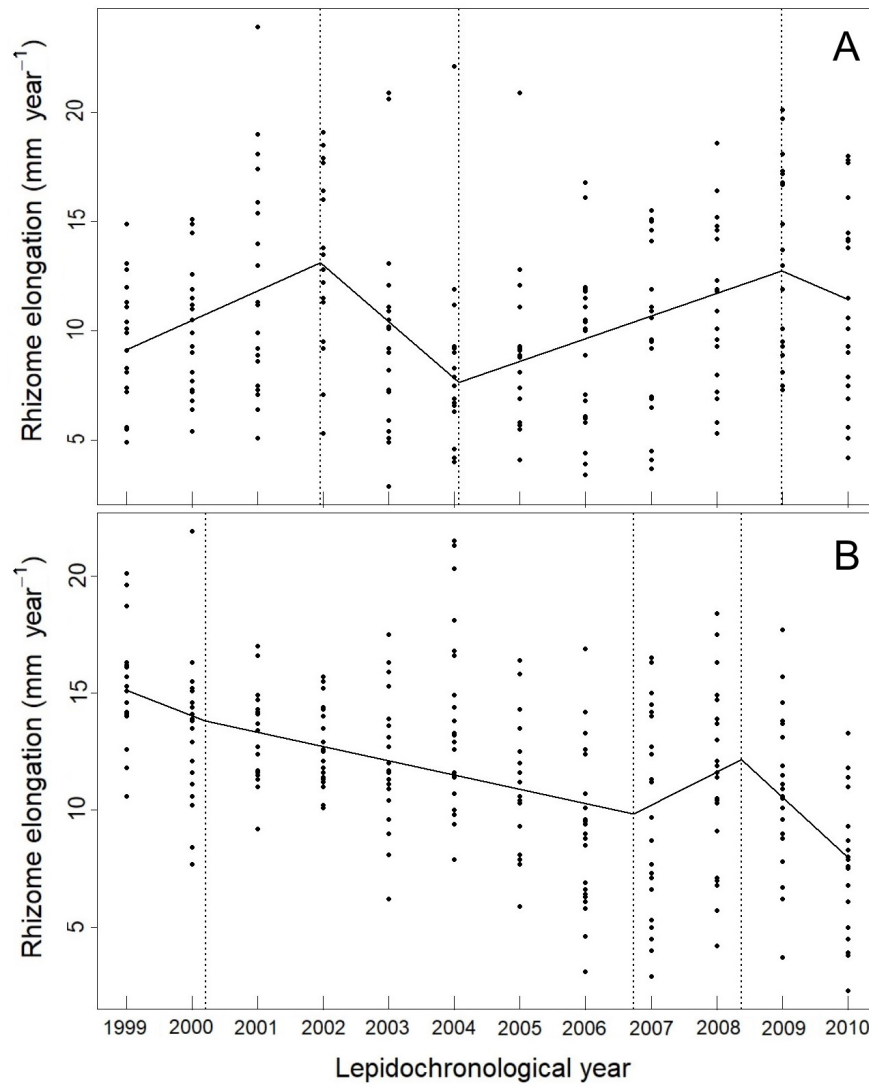 A
Rhizome elongation (mm year⁻¹)
20
15
10
5
B
Rhizome elongation (mm year⁻¹)
20
15
10
5
1999 2000 2001 2002 2003 2004 2005 2006 2007 2008 2009 2010
Lepidochronological year